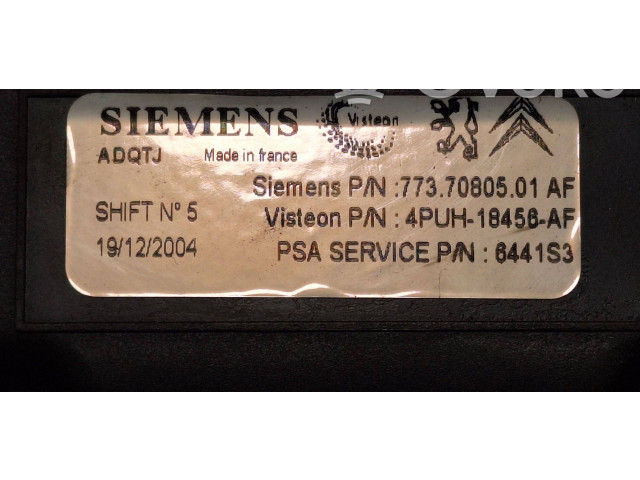 SIEMENS Visteon
ADQTJ Made in france
Siemens P/N :773.70805.01 AF
SHIFT N° 5 Visteon P/N : 4PUH-18456-AF
19/12/2004 PSA SERVICE P/N : 6441S3